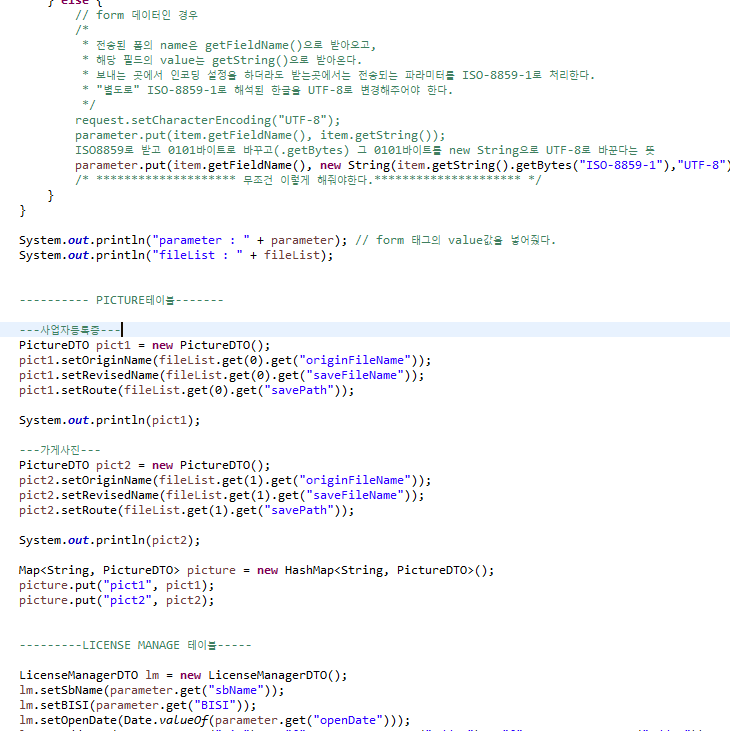 } else {
// form 데이터인 경우
/*
* 전송된 폼의 name은 getFieldName()으로 받아오고,
* 해당 필드의 value는 getString()으로 받아온다.
* 보내는 곳에서 인코딩 설정을 하더라도 받는곳에서는 전송되는 파라미터를 ISO-8859-1로 처리한다.
* "별도로" ISO-8859-1로 해석된 한글을 UTF-8로 변경해주어야 한다.
*/
request.setCharacterEncoding("UTF-8");
parameter.put(item.getFieldName(), item.getString());
ISO8859로 받고 0101바이트로 바꾸고(.getBytes) 그 0101바이트를 new String으로 UTF-8로 바꾼다는 뜻
parameter.put(item.getFieldName(), new String(item.getString().getBytes("ISO-8859-1"),"UTF-8")
/* ******************** 무조건 이렇게 해줘야한다.********************* */
}
}
System.out.println("parameter : " + parameter); // form 태그의 value값을 넣어줬다.
System.out.println("fileList : " + fileList);
---------- PICTURE테이블-------
---사업자등록증---
PictureDTO pict1 = new PictureDTO();
pict1.setOriginName(fileList.get(0).get("originFileName"));
pict1.setRevisedName(fileList.get(0).get("saveFileName"));
pict1.setRoute(fileList.get(0).get("savePath"));
System.out.println(pict1);
---가게사진---
PictureDTO pict2 = new PictureDTO();
pict2.setOriginName(fileList.get(1).get("originFileName"));
pict2.setRevisedName(fileList.get(1).get("saveFileName"));
pict2.setRoute(fileList.get(1).get("savePath"));
System.out.println(pict2);
Map<String, PictureDTO> picture = new HashMap<String, PictureDTO>();
picture.put("pict1", pict1);
picture.put("pict2", pict2);
---------LICENSE MANAGE 테이블-----
LicenseManagerDTO lm = new LicenseManagerDTO();
lm.setSbName(parameter.get("sbName"));
lm.setBISI(parameter.get("BISI"));
lm.setOpenDate(Date.valueOf(parameter.get("openDate")));